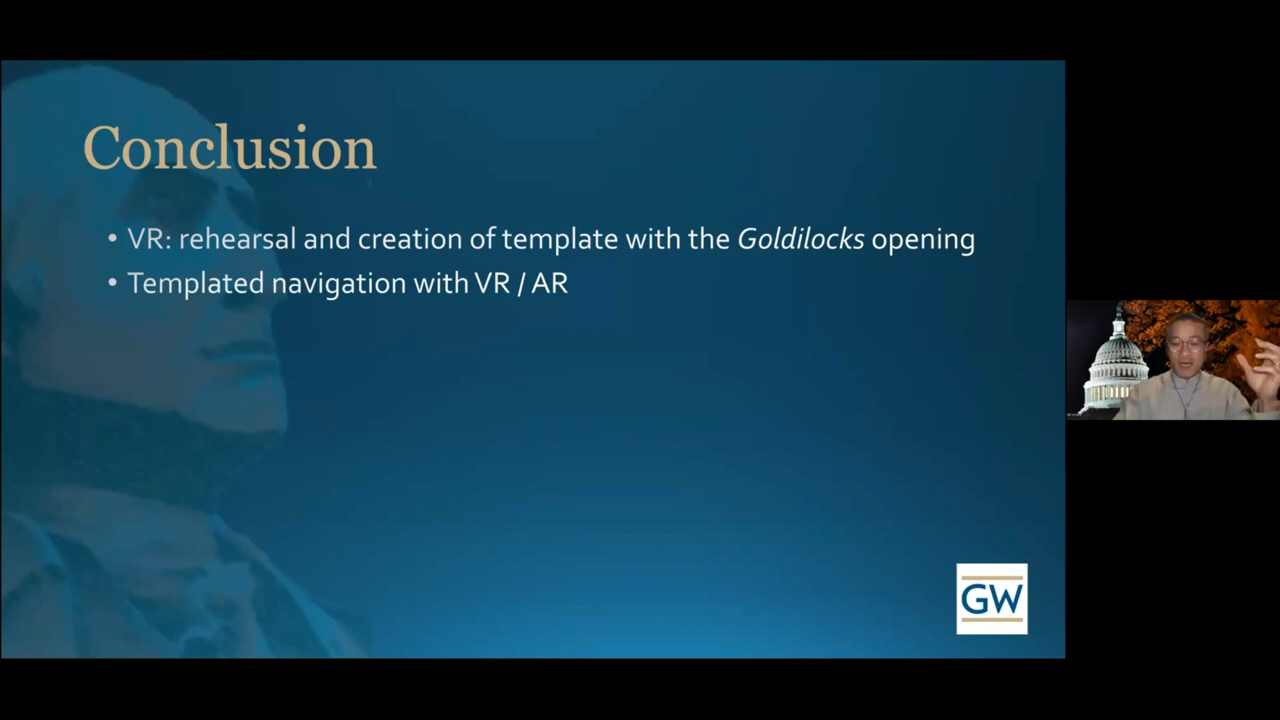 Conclusion
• VR: rehearsal and creation of template with the Goldilocks opening
• Templated navigation with VR / AR
GW